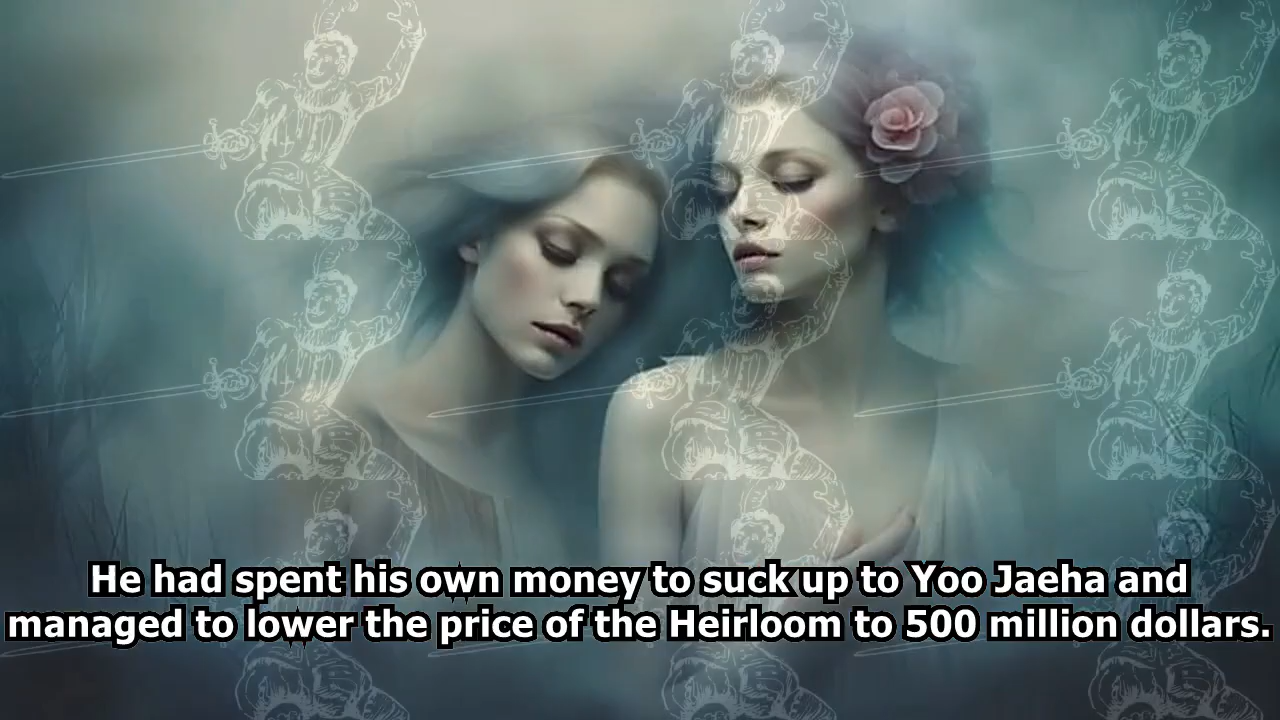 He had spent his own money to suck up to Yoo Jaeha and
managed to lower the price of the Heirloom to 500 million dollars.